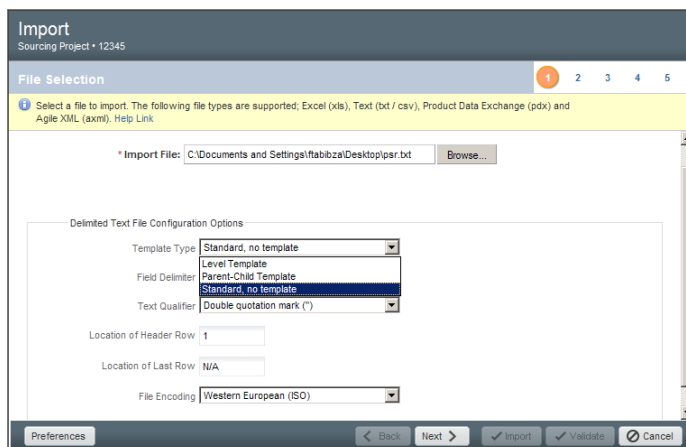 Import
Sourcing Project • 12345
File Selection
1 2 3 4 5
Select a file to import. The following file types are supported; Excel (xls), Text (txt / csv), Product Data Exchange (pdx) and
Agile XML (axml). Help Link
* Import File: C:\Documents and Settings\ftabibza\Desktop\psr.txt Browse...
Delimited Text File Configuration Options
Template Type Standard, no template
Level Template
Field Delimiter Parent-Child Template
Standard, no template
Text Qualifier Double quotation mark (")
Location of Header Row 1
Location of Last Row N/A
File Encoding Western European (ISO)
Preferences Back Next Import Validate Cancel